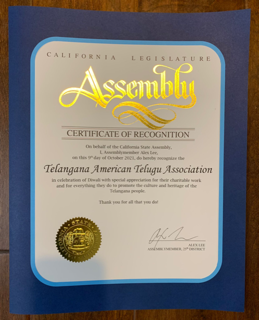 CALIFORNIA LEGISLATURE
Assembly
CERTIFICATE OF RECOGNITION
On behalf of the California State Assembly,
I, Assemblymember Alex Lee,
on this 5th day of October 2025, do hereby recognize the
Telangana American Telugu Association
in celebration of Diwali with special appreciation for their charitable work
and for everything they do to promote the culture and heritage of the
Telangana people.
Thank you for all that you do!
ALEX LEE
ASSEMBLYMEMBER, DISTRICT